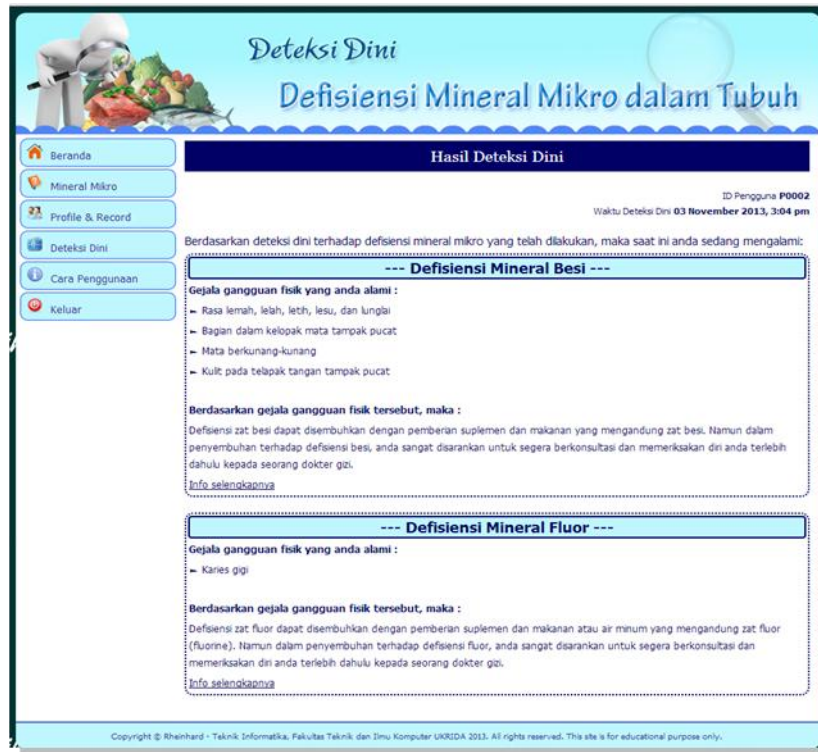 Deteksi Dini
Defisiensi Mineral Mikro dalam Tubuh
Beranda
Mineral Mikro
Profile & Record
Deteksi Dini
Cara Penggunaan
Keluar
Hasil Deteksi Dini
ID Pengguna P0002
Waktu Deteksi Dini 03 November 2013, 3:04 pm
Berdasarkan deteksi dini terhadap defisiensi mineral mikro yang telah dilakukan, maka saat ini anda sedang mengalami:
--- Defisiensi Mineral Besi ---
Gejala gangguan fisik yang anda alami :
Rasa lemah, lelah, letih, lesu, dan lunglai
Bagian dalam kelopak mata tampak pucat
Mata berkunang-kunang
Kulit pada telapak tangan tampak pucat
Berdasarkan gejala gangguan fisik tersebut, maka :
Defisiensi zat besi dapat disembuhkan dengan pemberian suplemen dan makanan yang mengandung zat besi. Namun dalam
penyembuhan terhadap defisiensi besi, anda sangat disarankan untuk segera berkonsultasi dan memeriksakan diri anda terlebih
dahulu kepada seorang dokter gizi.
Info selengkapnya
--- Defisiensi Mineral Fluor ---
Gejala gangguan fisik yang anda alami :
Karies gigi
Berdasarkan gejala gangguan fisik tersebut, maka :
Defisiensi zat fluor dapat disembuhkan dengan pemberian suplemen dan makanan atau air minum yang mengandung zat fluor
(fluorine). Namun dalam penyembuhan terhadap defisiensi fluor, anda sangat disarankan untuk segera berkonsultasi dan
memeriksakan diri anda terlebih dahulu kepada seorang dokter gizi.
Info selengkapnya
Copyright © Rheinhard - Teknik Informatika, Fakultas Teknik dan Ilmu Komputer UKRIDA 2013. All rights reserved. This site is for educational purpose only.